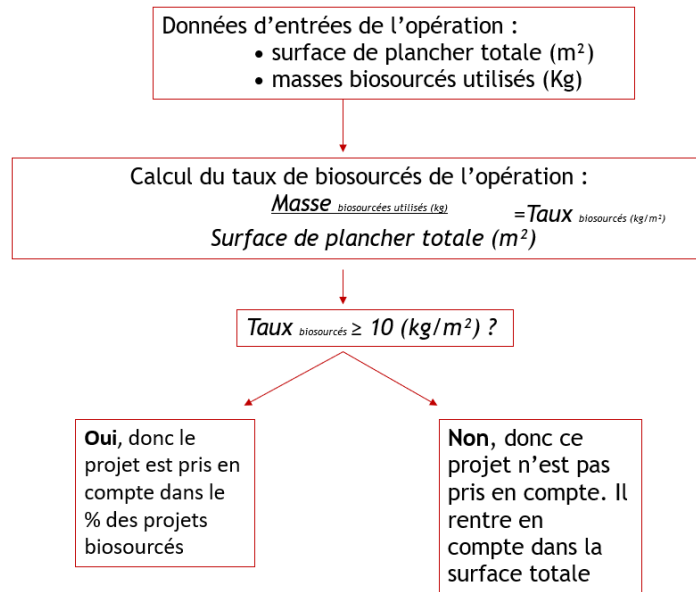 Données d’entrées de l’opération :
• surface de plancher totale (m²)
• masses biosourcés utilisés (Kg)
Calcul du taux de biosourcés de l’opération :
Masse biosourcées utilisés (kg) =Taux biosourcés (kg/m²)
Surface de plancher totale (m²)
Taux biosourcés ≥ 10 (kg/m²) ?
Oui, donc le
projet est pris en
compte dans le
% des projets
biosourcés
Non, donc ce
projet n’est pas
pris en compte. Il
rentre en
compte dans la
surface totale